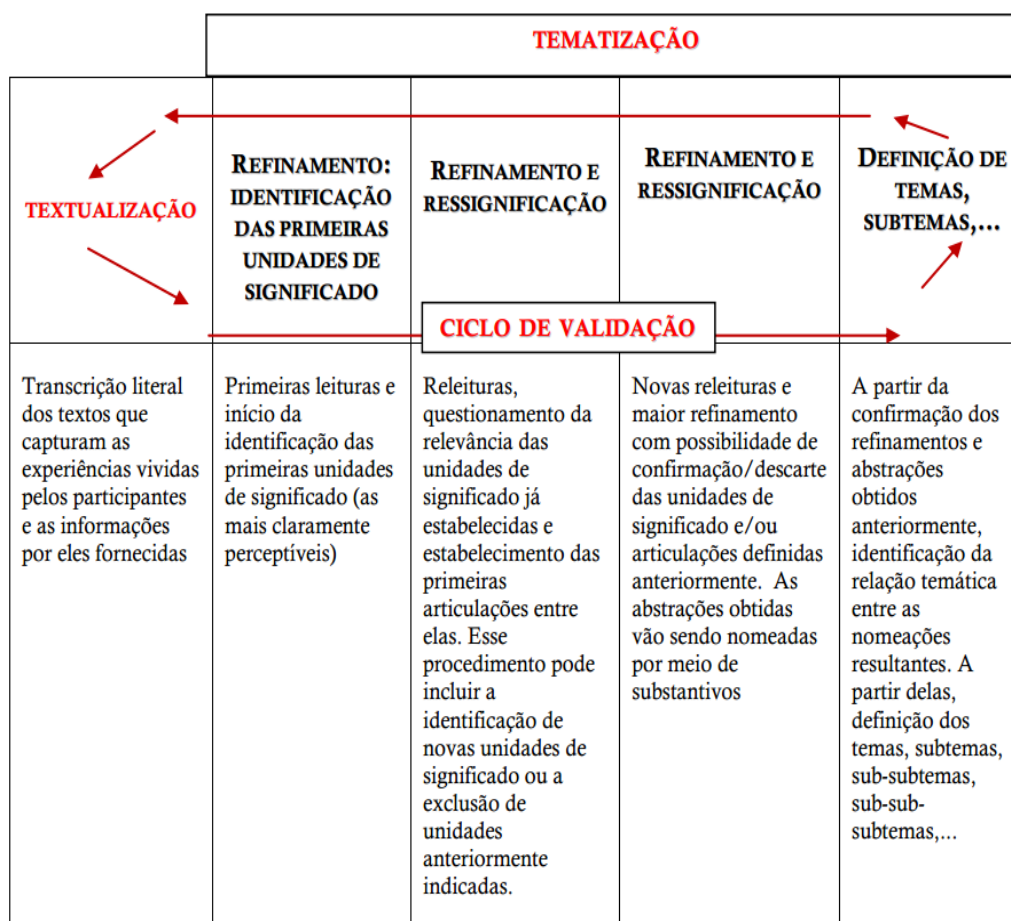 TEMATIZAÇÃO
TEXTUALIZAÇÃO
REFINAMENTO:
IDENTIFICAÇÃO
DAS PRIMEIRAS
UNIDADES DE
SIGNIFICADO
REFINAMENTO E
RESSIGNIFICAÇÃO
REFINAMENTO E
RESSIGNIFICAÇÃO
DEFINIÇÃO DE
TEMAS,
SUBTEMAS,...
CICLO DE VALIDAÇÃO
Transcrição literal
dos textos que
capturam as
experiências vividas
pelos participantes
e as informações
por eles fornecidas
Primeiras leituras e
início da
identificação das
primeiras unidades
de significado (as
mais claramente
perceptíveis)
Releituras,
questionamento da
relevância das
unidades de
significado já
estabelecidas e
estabelecimento das
primeiras
articulações entre
elas. Esse
procedimento pode
incluir a
identificação de
novas unidades de
significado ou a
exclusão de
unidades
anteriormente
indicadas.
Novas releituras e
maior refinamento
com possibilidade de
confirmação/descarte
das unidades de
significado e/ou
articulações definidas
anteriormente. As
abstrações obtidas
vão sendo nomeadas
por meio de
substantivos
A partir da
confirmação dos
refinamentos e
abstrações
obtidos
anteriormente,
identificação da
relação temática
entre as
nomeações
resultantes. A
partir delas,
definição dos
temas, subtemas,
sub-subtemas,
sub-sub-
subtemas,...